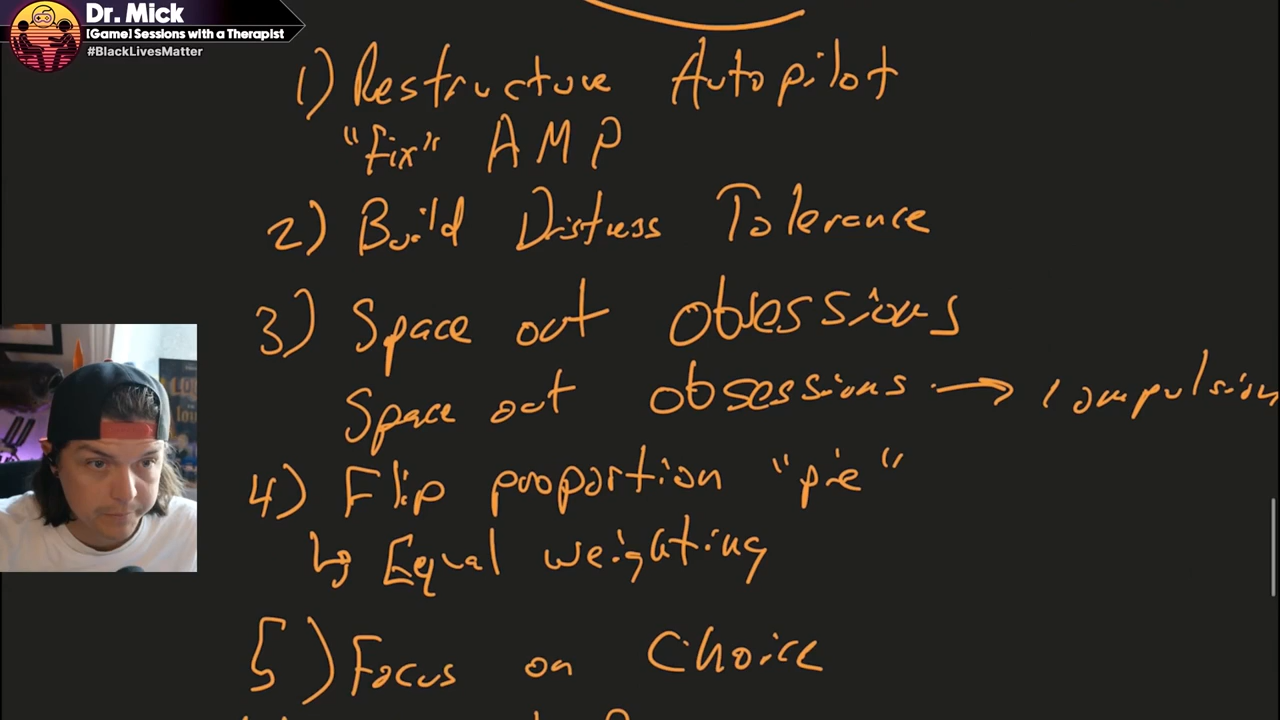 Dr. Mick
[Game] Sessions with a Therapist
#BlackLivesMatter
1) Restructure Autopilot
"fix" AMP
2) Build Distress Tolerance
3) Space out obsessions
Space out obsessions → compulsion
4) Flip proportion "pie"
↳ Equal weighting
5) Focus on Choice